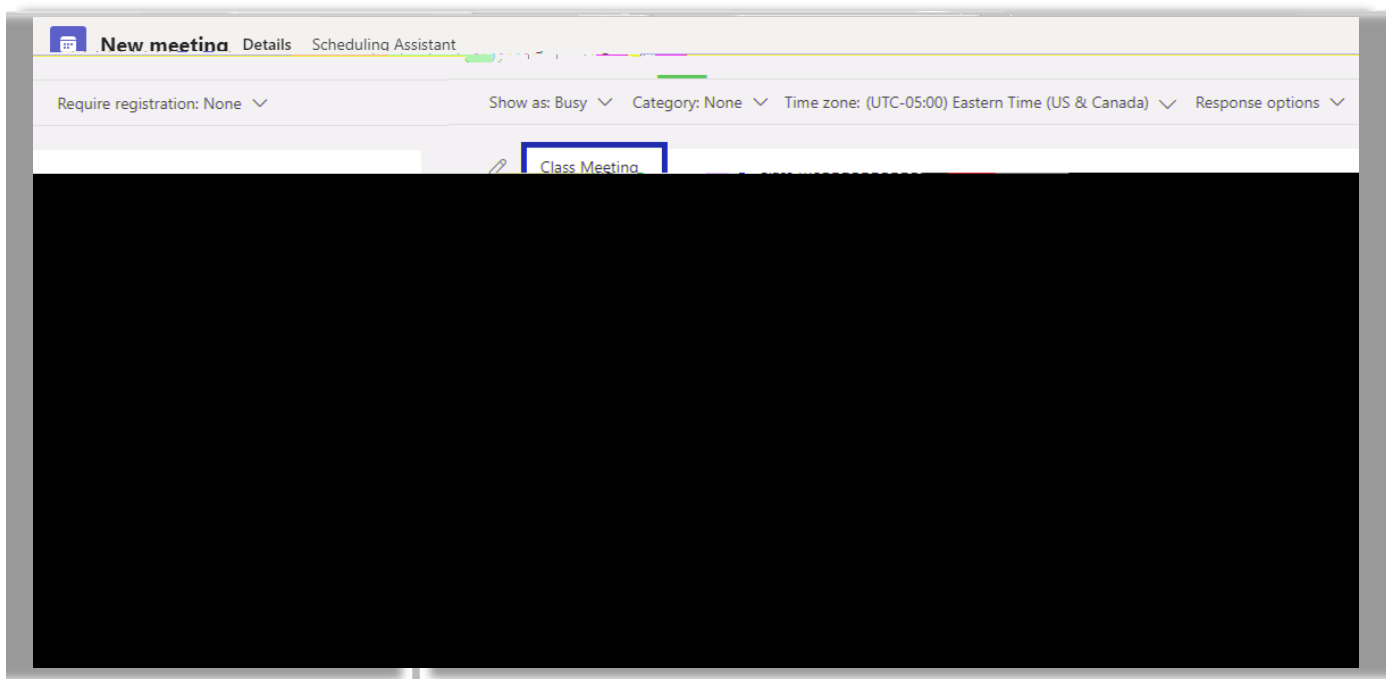 New meeting Details Scheduling Assistant
Require registration: None Show as: Busy Category: None Time zone: (UTC-05:00) Eastern Time (US & Canada) Response options
Class Meeting